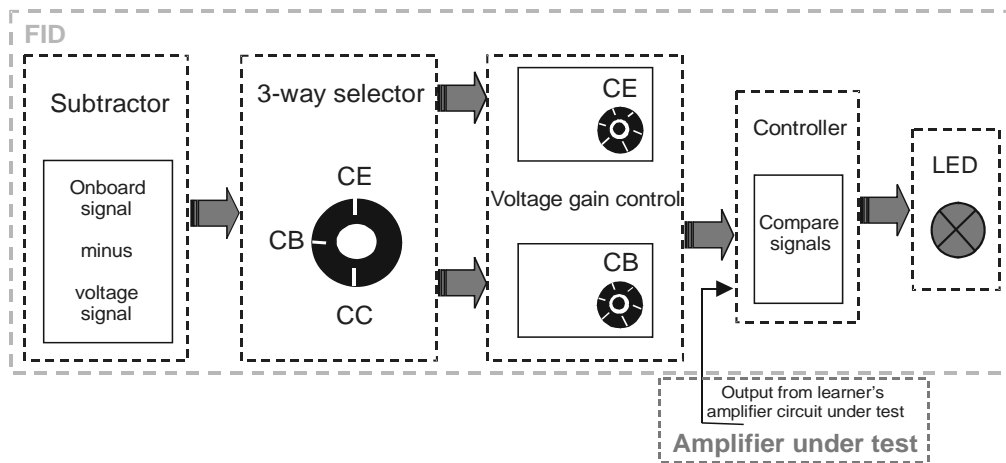 FID
Subtractor
Onboard
signal
minus
voltage
signal
3-way selector
CE
CB
CC
CE
Voltage gain control
CB
Controller
Compare
signals
LED
Output from learner's
amplifier circuit under test
Amplifier under test